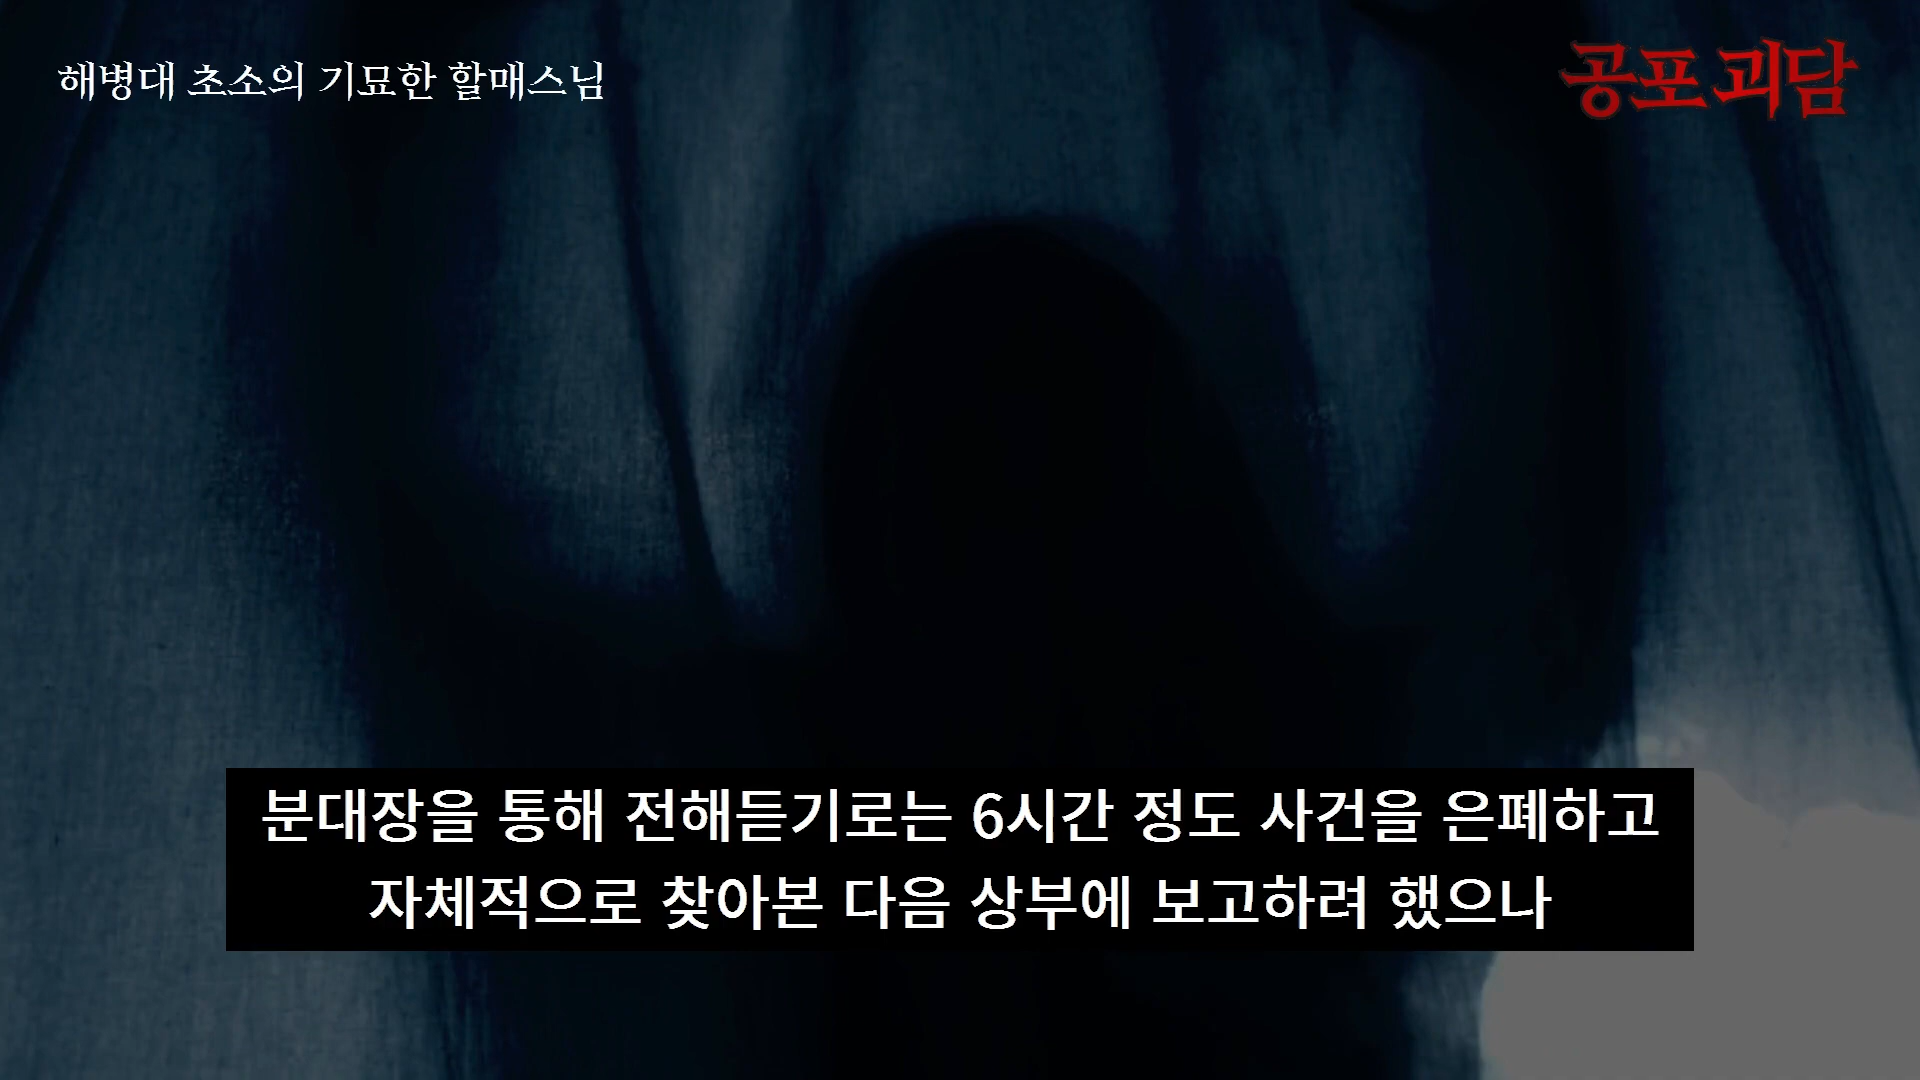 해병대 초소의 기묘한 할매스님
공포괴담
분대장을 통해 전해듣기로는 6시간 정도 사건을 은폐하고
자체적으로 찾아본 다음 상부에 보고하려 했으나